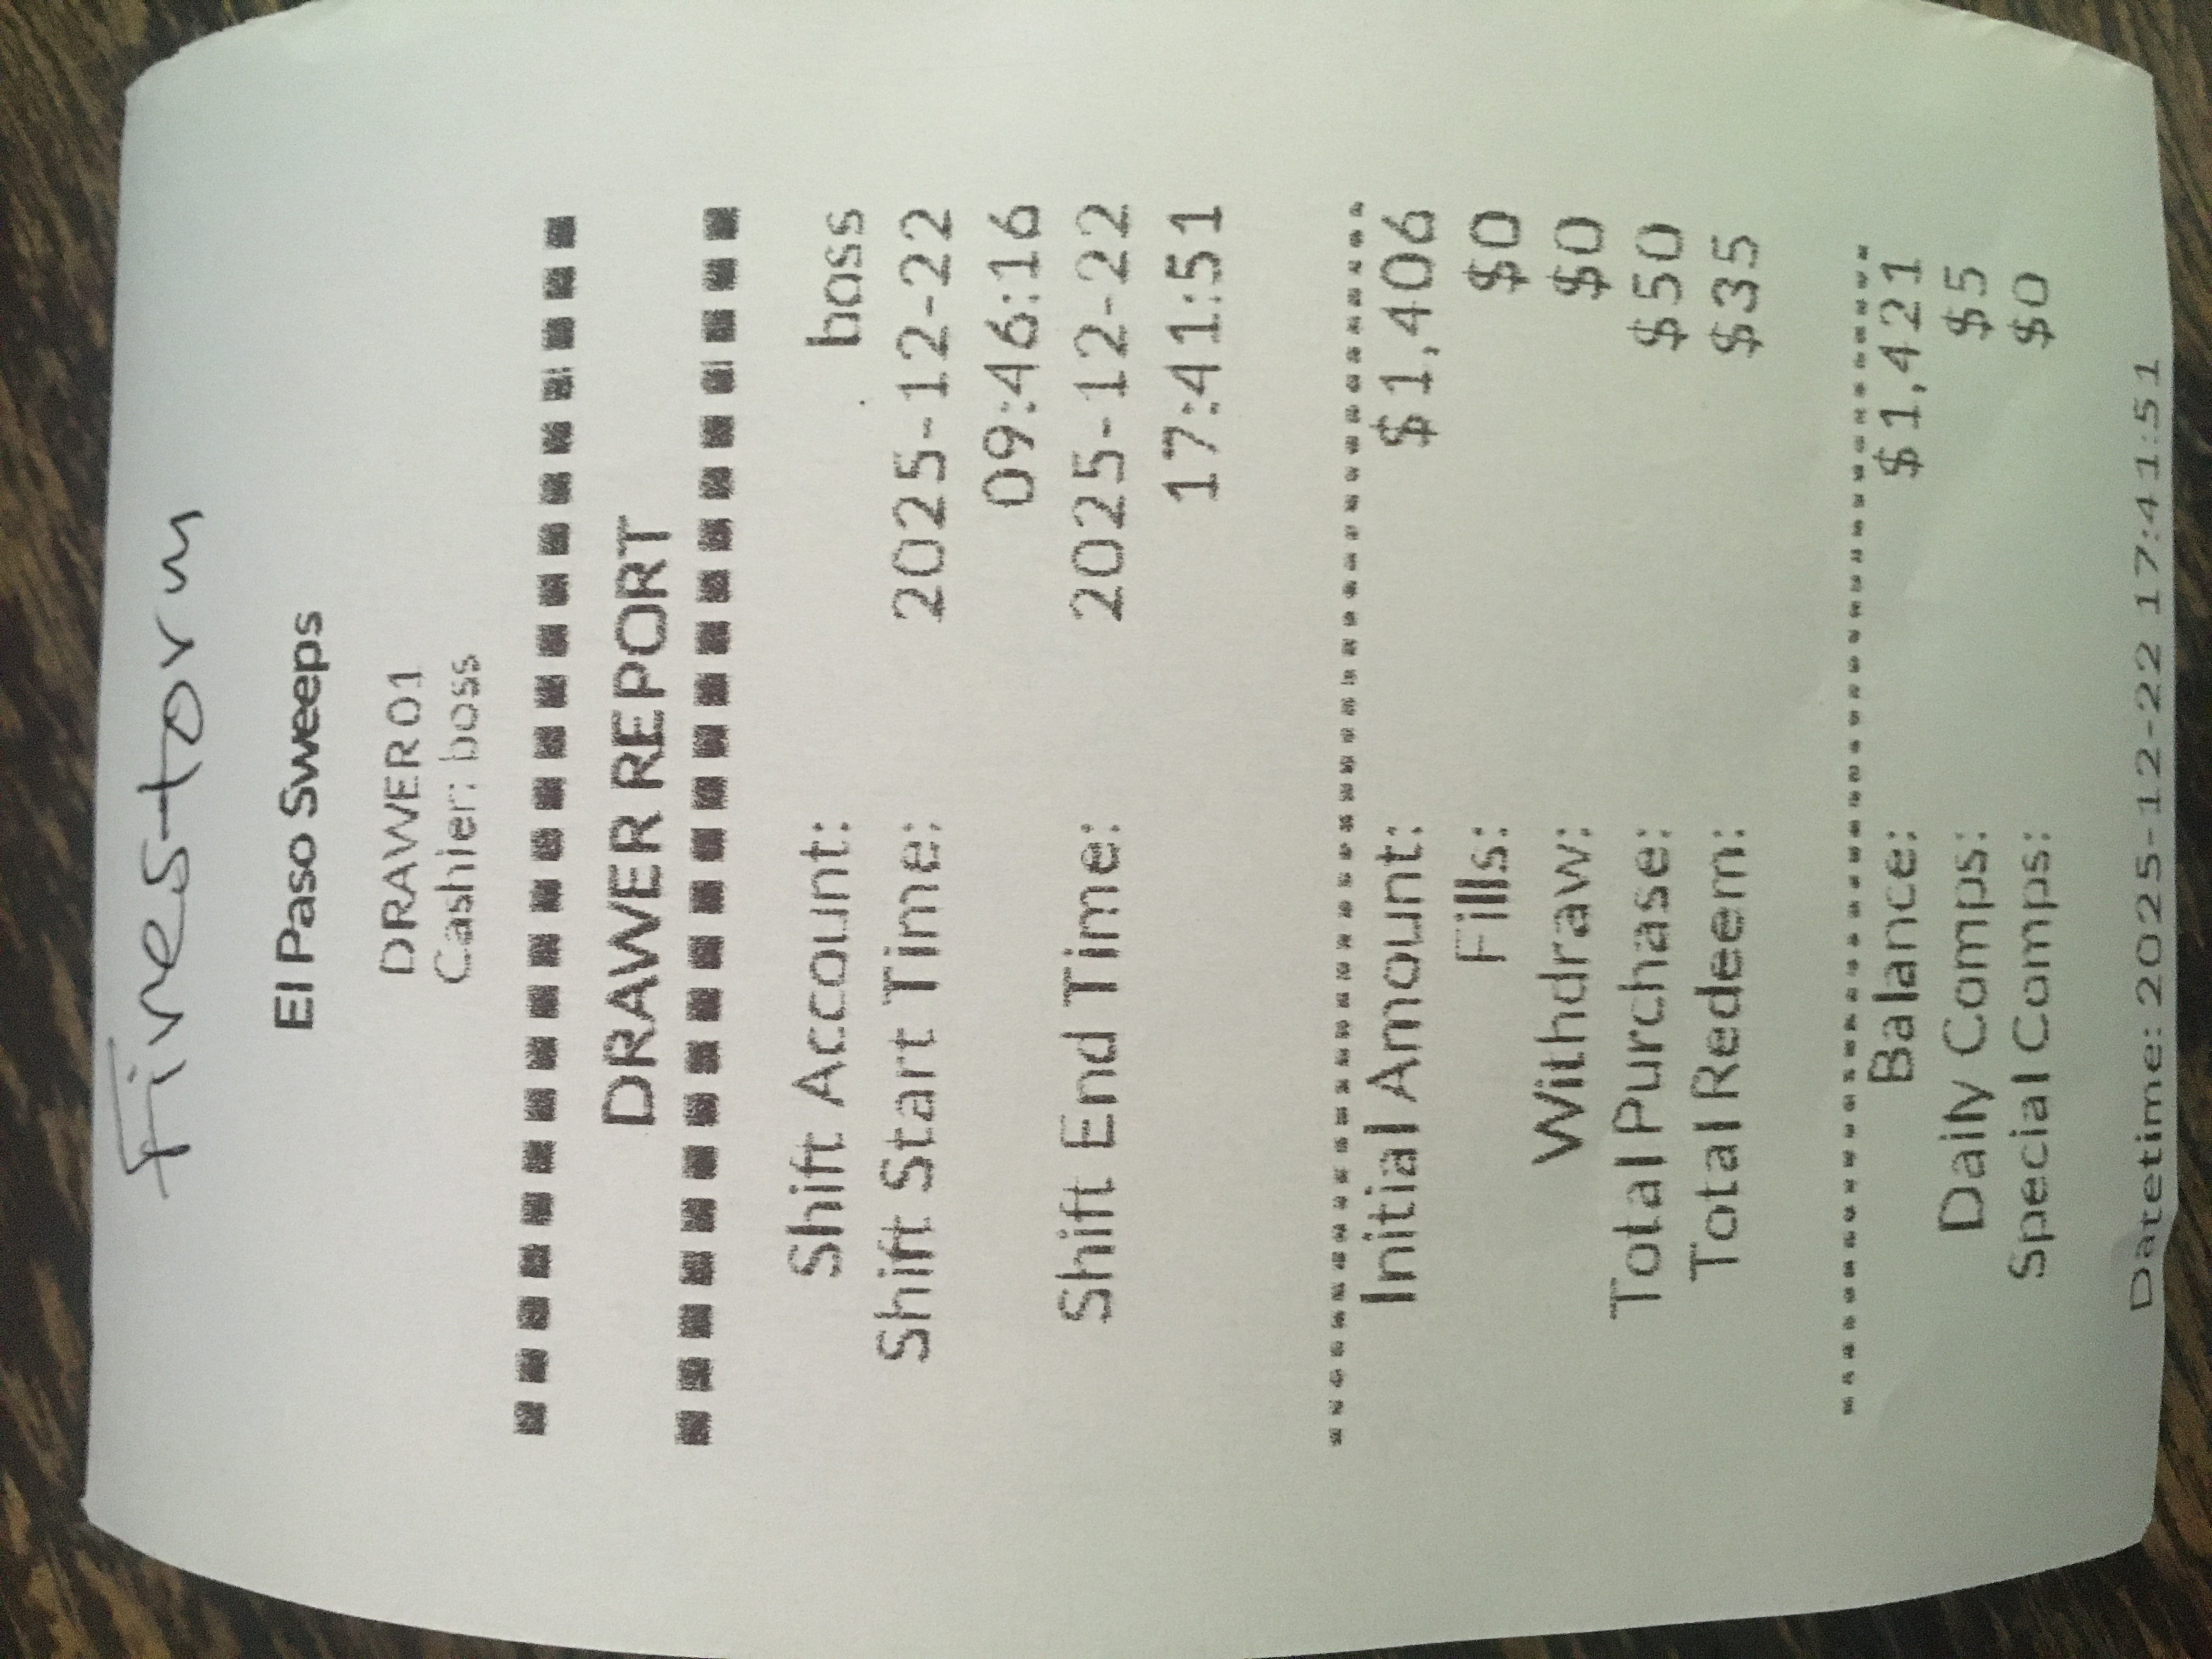 Firestorm
El Paso Sweeps
DRAWER 01
Cashier: boss
DRAWER REPORT
Shift Account: boss
Shift Start Time: 2025-12-22
09:46:16
Shift End Time: 2025-12-22
17:41:51
Initial Amount: $1,406
Fills: $0
Withdraw: $0
Total Purchase: $50
Total Redeem: $35
Balance: $1,421
Daily Comps: $5
Special Comps: $0
Datetime: 2025-12-22 17:41:51